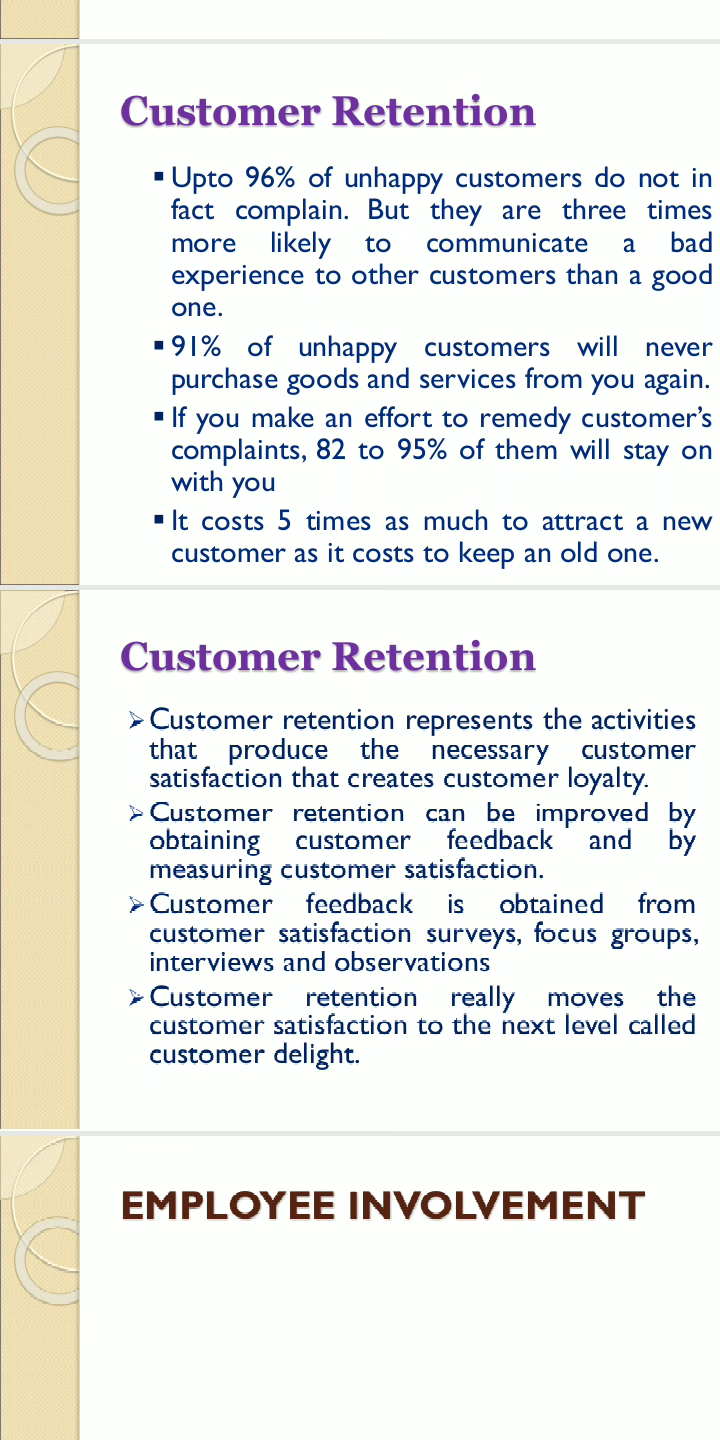 Customer Retention
▪ Upto 96% of unhappy customers do not in
fact complain. But they are three times
more likely to communicate a bad
experience to other customers than a good
one.
▪ 91% of unhappy customers will never
purchase goods and services from you again.
▪ If you make an effort to remedy customer’s
complaints, 82 to 95% of them will stay on
with you
▪ It costs 5 times as much to attract a new
customer as it costs to keep an old one.
Customer Retention
➢ Customer retention represents the activities
that produce the necessary customer
satisfaction that creates customer loyalty.
➢ Customer retention can be improved by
obtaining customer feedback and by
measuring customer satisfaction.
➢ Customer feedback is obtained from
customer satisfaction surveys, focus groups,
interviews and observations
➢ Customer retention really moves the
customer satisfaction to the next level called
customer delight.
EMPLOYEE INVOLVEMENT